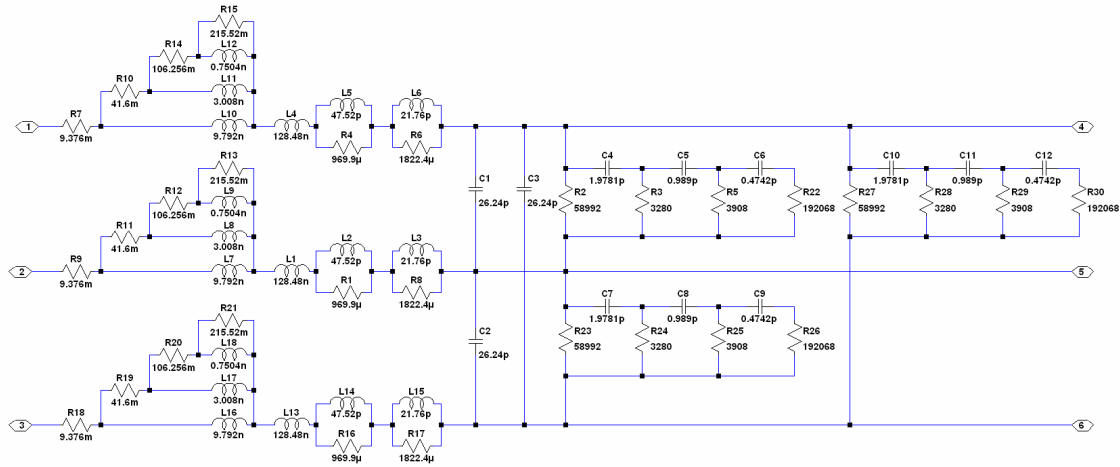 R15
215.52m
R14
L12
106.256m
0.7504n
R10
L11
41.6m
3.008n
1
R7
9.376m
L10
9.792n
L4
128.48n
L5
47.52p
R4
969.9µ
L6
21.76p
R6
1822.4µ
4
R13
215.52m
R12
L9
106.256m
0.7504n
R11
L8
41.6m
3.008n
2
R9
9.376m
L7
9.792n
L1
128.48n
L2
47.52p
R1
969.9µ
L3
21.76p
R8
1822.4µ
5
R21
215.52m
R20
L18
106.256m
0.7504n
R19
L17
41.6m
3.008n
3
R18
9.376m
L16
9.792n
L13
128.48n
L14
47.52p
R16
969.9µ
L15
21.76p
R17
1822.4µ
6
C1
26.24p
C3
26.24p
C2
26.24p
C4
1.9781p
C5
0.989p
C6
0.4742p
R2
58992
R3
3280
R5
3908
R22
192068
C10
1.9781p
C11
0.989p
C12
0.4742p
R27
58992
R28
3280
R29
3908
R30
192068
C7
1.9781p
C8
0.989p
C9
0.4742p
R23
58992
R24
3280
R25
3908
R26
192068